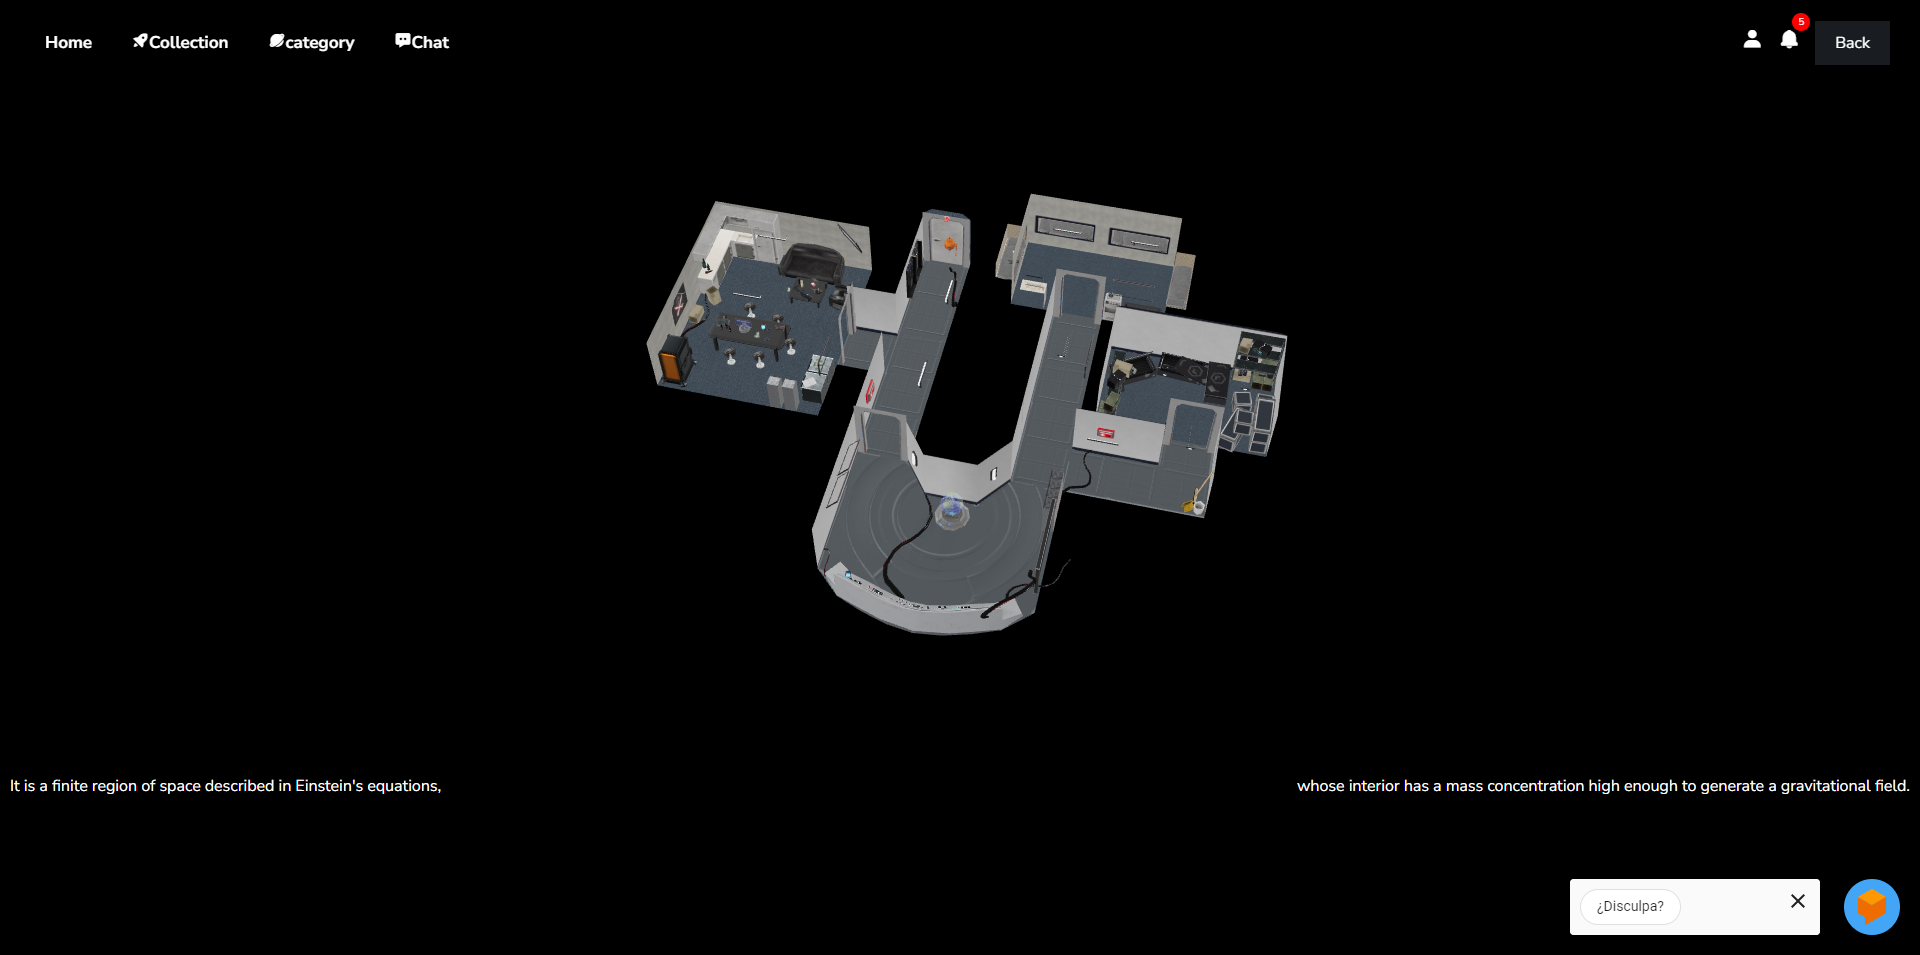 Home
Collection
category
Chat
5
Back
It is a finite region of space described in Einstein's equations,
whose interior has a mass concentration high enough to generate a gravitational field.
¿Disculpa?